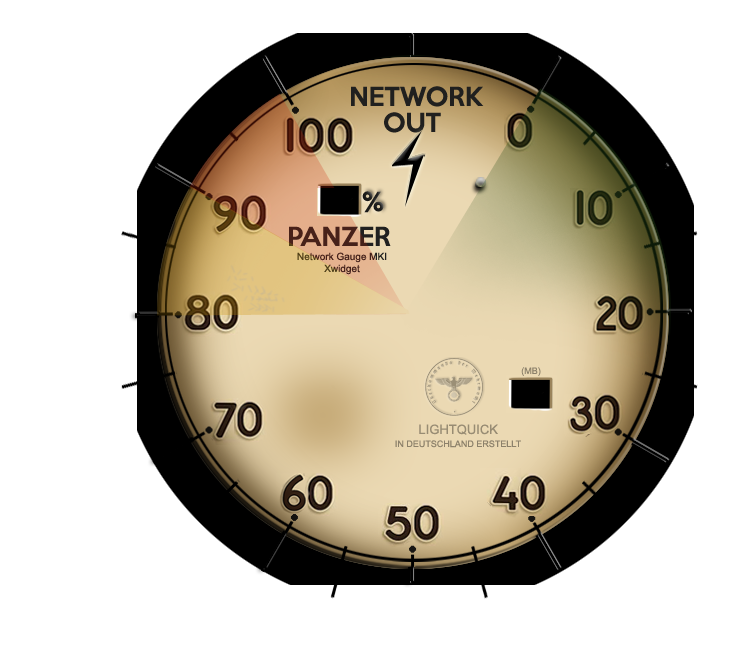 NETWORK
OUT
100
0
%
90
10
PANZER
Network Gauge MKI
Xwidget
80
20
(MB)
70
30
LIGHTQUICK
IN DEUTSCHLAND ERSTELLT
60
40
50